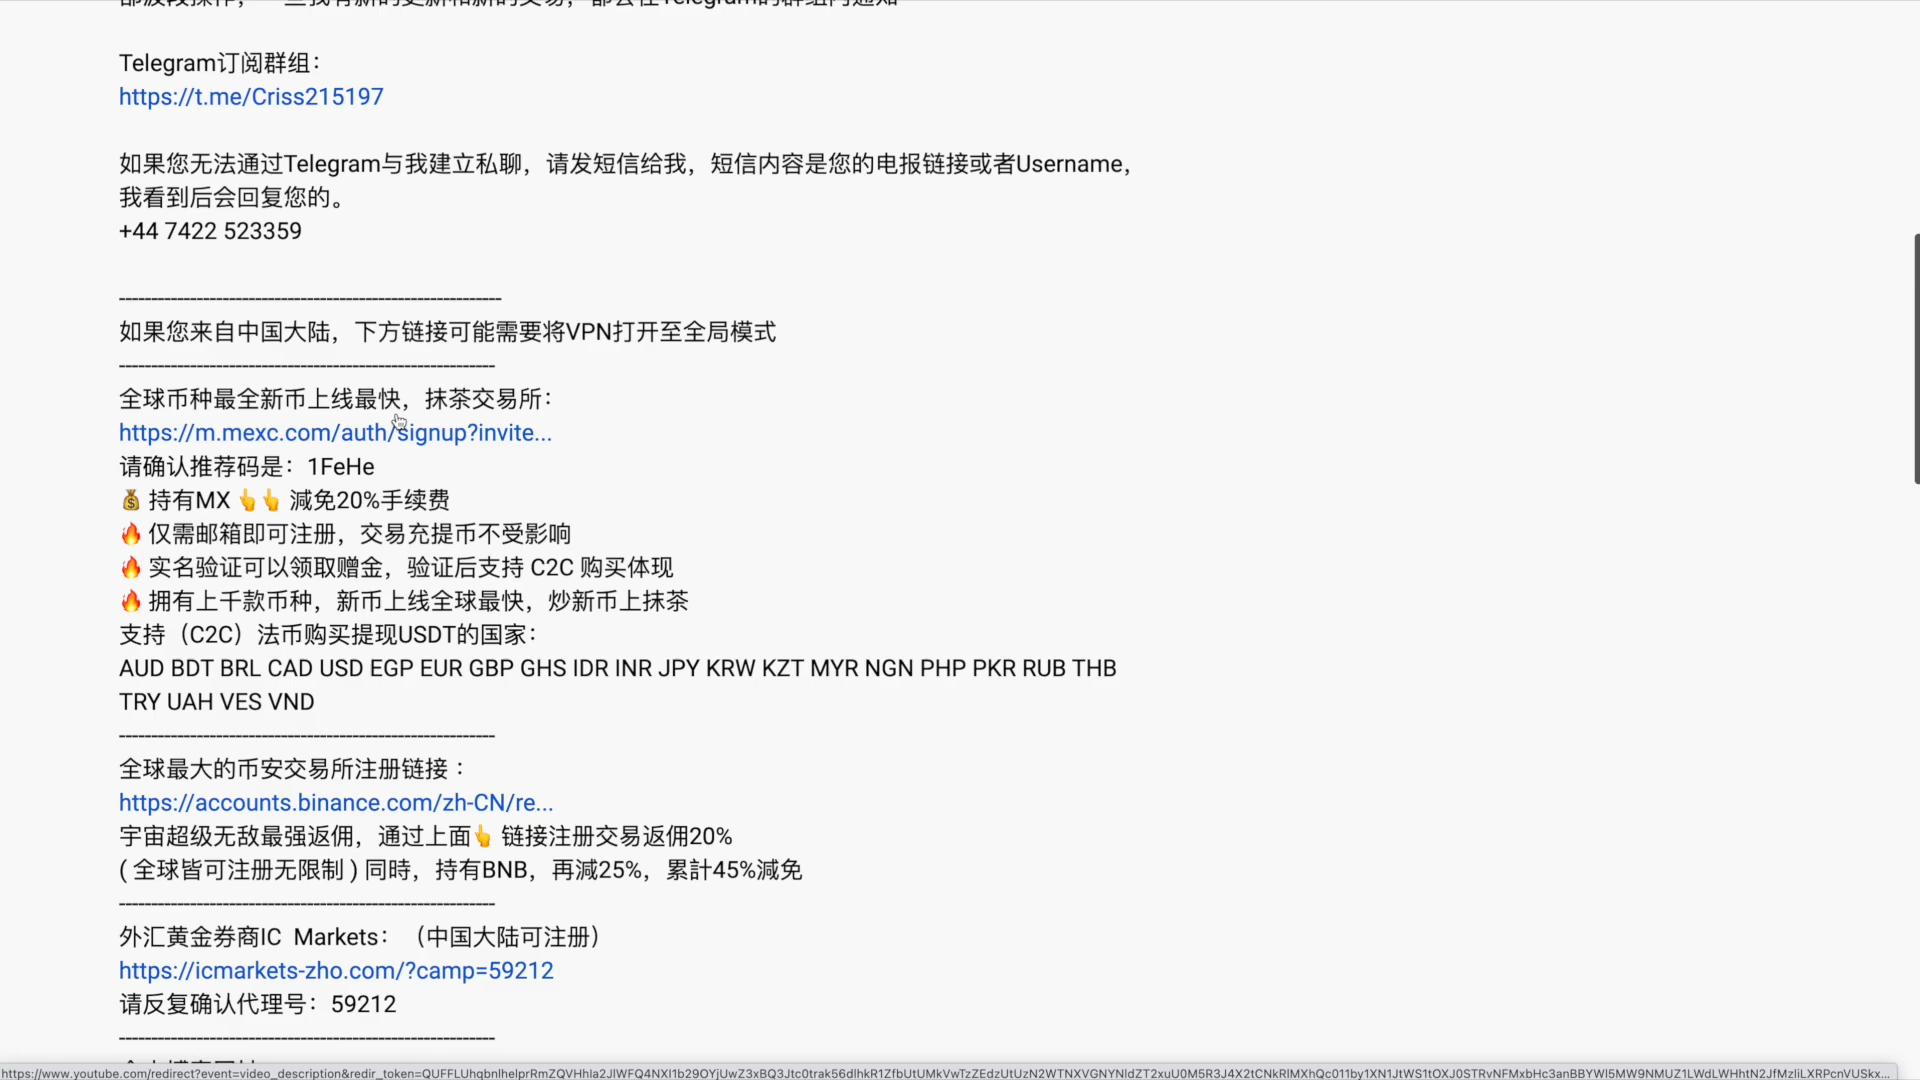 Telegram订阅群组：
https://t.me/Criss215197
如果您无法通过Telegram与我建立私聊，请发短信给我，短信内容是您的电报链接或者Username，
我看到后会回复您的。
+44 7422 523359
-----------------------------------------------------------
如果您来自中国大陆，下方链接可能需要将VPN打开至全局模式
----------------------------------------------------------
全球币种最全新币上线最快，抹茶交易所：
https://m.mexc.com/auth/signup?invite...
请确认推荐码是：1FeHe
💰 持有MX 👆👆 減免20%手续费
🔥 仅需邮箱即可注册，交易充提币不受影响
🔥 实名验证可以领取赠金，验证后支持 C2C 购买体现
🔥 拥有上千款币种，新币上线全球最快，炒新币上抹茶
支持（C2C）法币购买提现USDT的国家：
AUD BDT BRL CAD USD EGP EUR GBP GHS IDR INR JPY KRW KZT MYR NGN PHP PKR RUB THB
TRY UAH VES VND
----------------------------------------------------------
全球最大的币安交易所注册链接 ：
https://accounts.binance.com/zh-CN/re...
宇宙超级无敌最强返佣，通过上面👆 链接注册交易返佣20%
( 全球皆可注册无限制 ) 同時，持有BNB，再減25%，累計45%減免
----------------------------------------------------------
外汇黄金券商IC  Markets： （中国大陆可注册）
https://icmarkets-zho.com/?camp=59212
请反复确认代理号：59212
----------------------------------------------------------